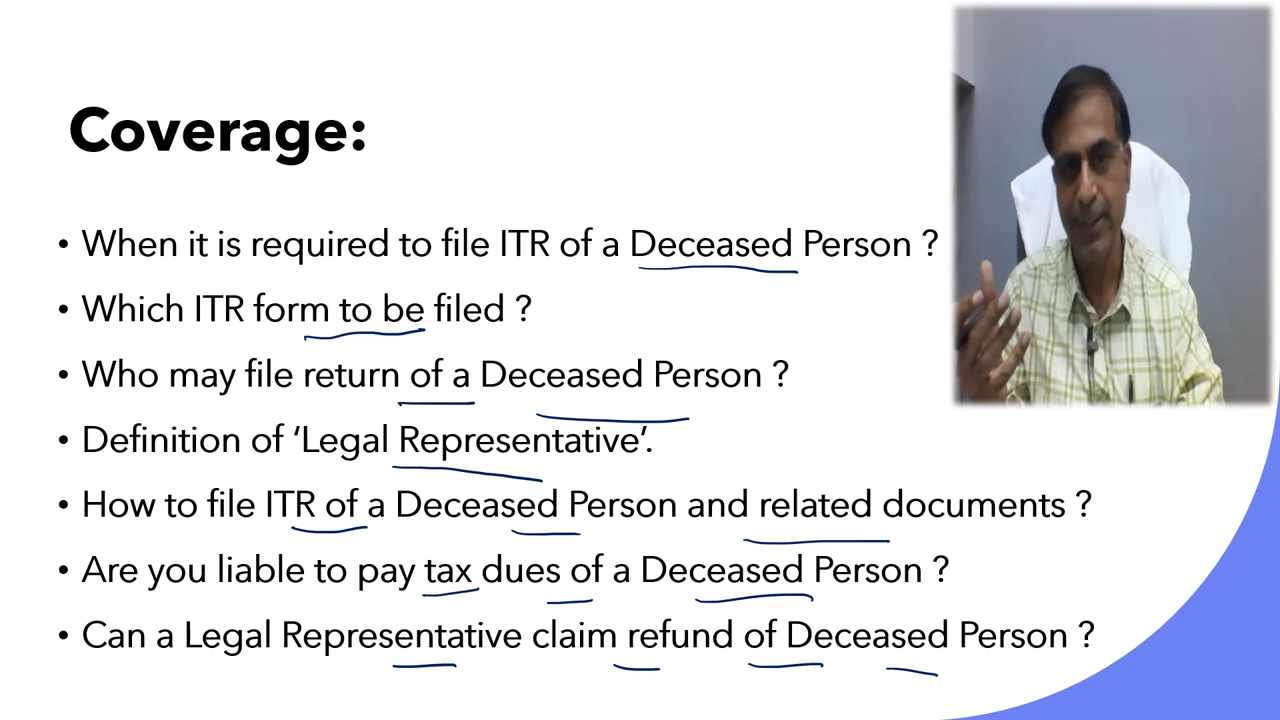 Coverage:
• When it is required to file ITR of a Deceased Person ?
• Which ITR form to be filed ?
• Who may file return of a Deceased Person ?
• Definition of ‘Legal Representative’.
• How to file ITR of a Deceased Person and related documents ?
• Are you liable to pay tax dues of a Deceased Person ?
• Can a Legal Representative claim refund of Deceased Person ?